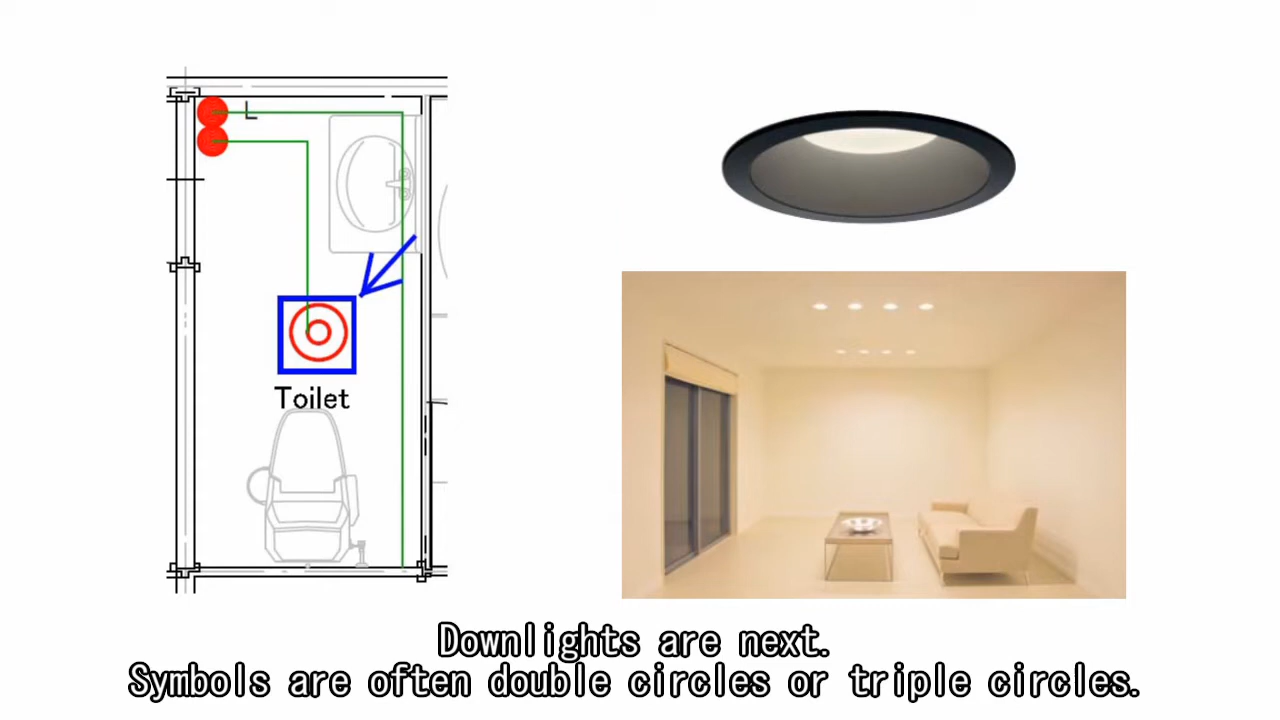 L
Toilet
Downlights are next.
Symbols are often double circles or triple circles.